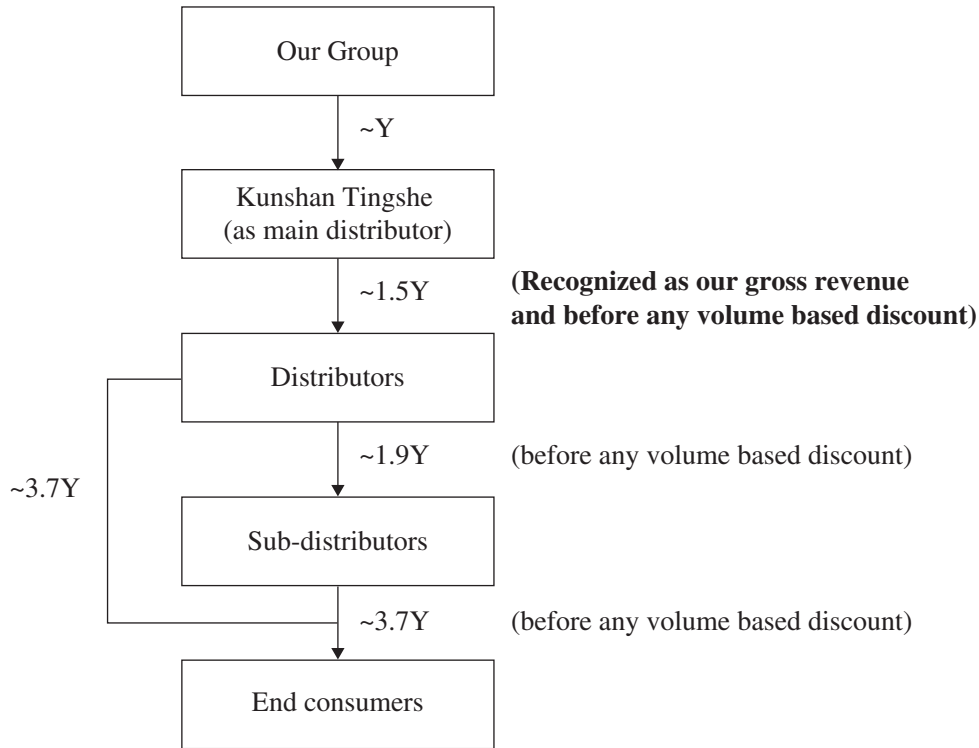 Our Group
~Y
Kunshan Tingshe
(as main distributor)
~1.5Y
(Recognized as our gross revenue
and before any volume based discount)
Distributors
~1.9Y
(before any volume based discount)
~3.7Y
Sub-distributors
~3.7Y
(before any volume based discount)
End consumers